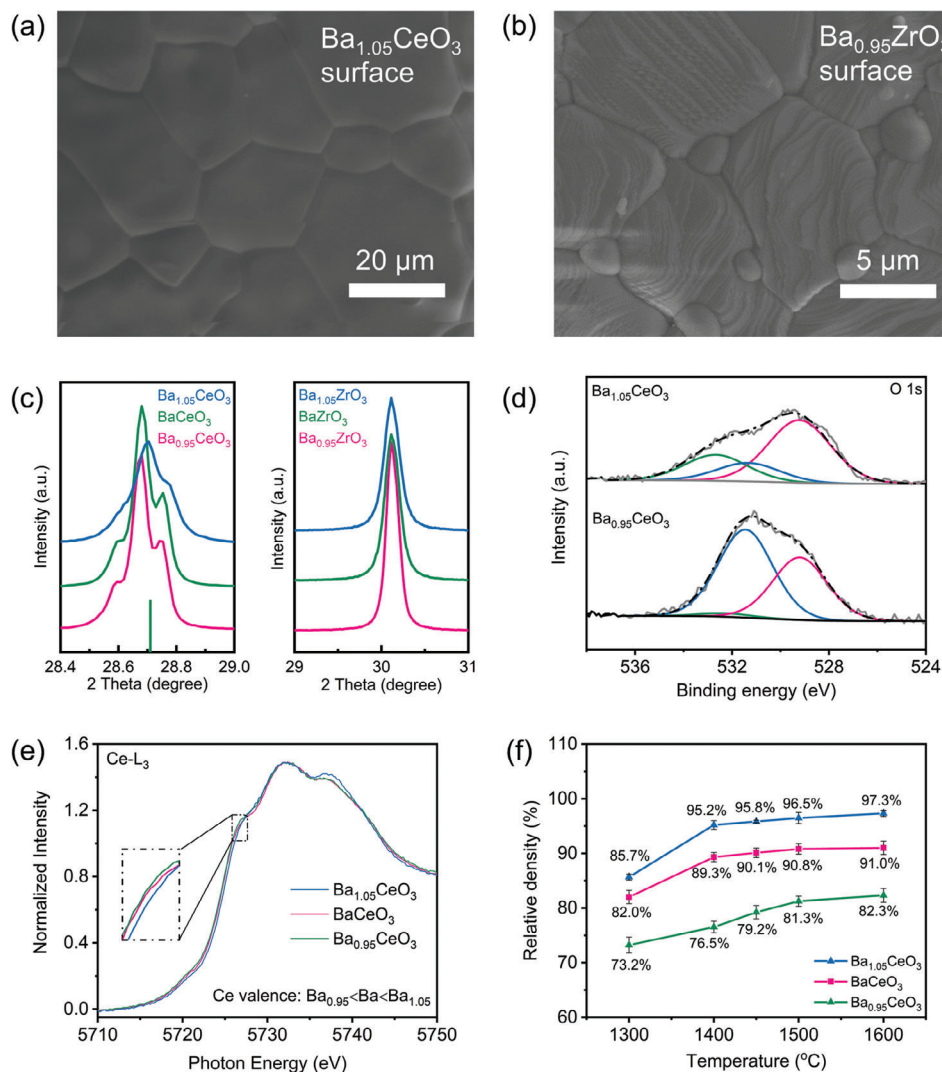 (a)
Ba1.05CeO3
surface
20 μm
(b)
Ba0.95ZrO3
surface
5 μm
(c)
Ba1.05CeO3
BaCeO3
Ba0.95CeO3
Intensity (a.u.)
28.4 28.6 28.8 29.0
2 Theta (degree)
Ba1.05ZrO3
BaZrO3
Ba0.95ZrO3
Intensity (a.u.)
29 30 31
2 Theta (degree)
(d)
Ba1.05CeO3
O 1s
Ba0.95CeO3
Intensity (a.u.)
536 532 528 524
Binding energy (eV)
(e)
Ce-L3
Normalized Intensity
1.6
1.2
0.8
0.4
0.0
Ba1.05CeO3
BaCeO3
Ba0.95CeO3
Ce valence: Ba0.95<Ba<Ba1.05
5710 5720 5730 5740 5750
Photon Energy (eV)
(f)
Relative density (%)
110
100
90
80
70
60
85.7% 95.2% 95.8% 96.5% 97.3%
82.0% 89.3% 90.1% 90.8% 91.0%
73.2% 76.5% 79.2% 81.3% 82.3%
Ba1.05CeO3
BaCeO3
Ba0.95CeO3
1300 1400 1500 1600
Temperature (°C)